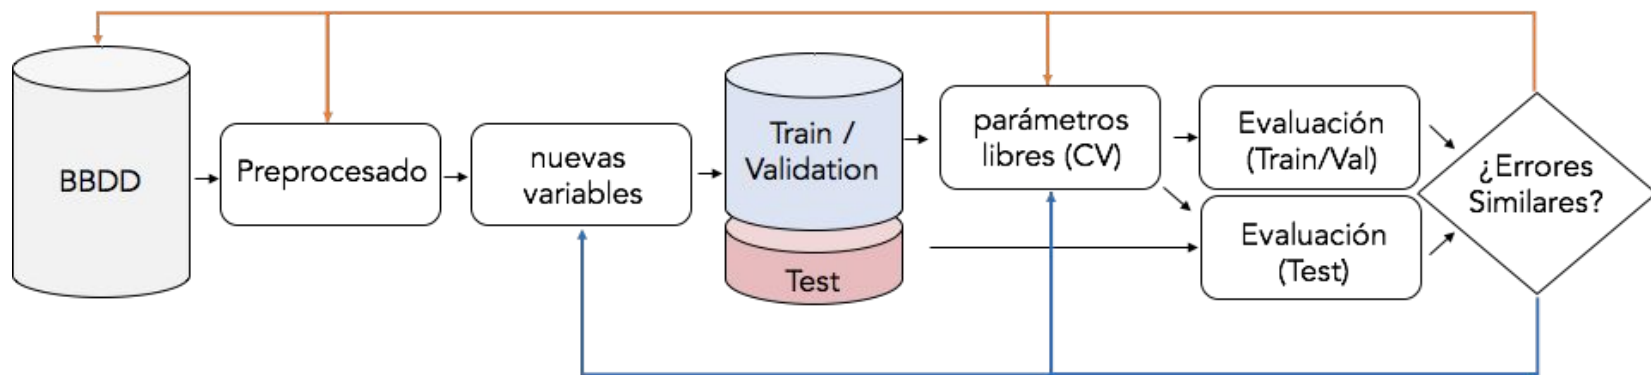 BBDD
Preprocesado
nuevas
variables
Train /
Validation
Test
parámetros
libres (CV)
Evaluación
(Train/Val)
Evaluación
(Test)
¿Errores
Similares?